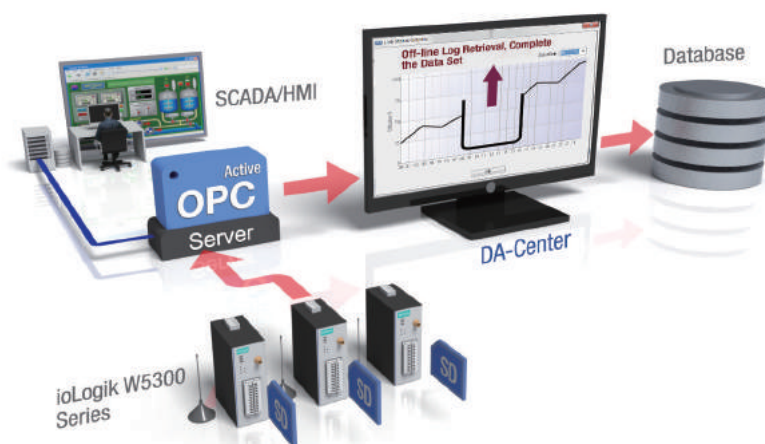 Off-line Log Retrieval, Complete
the Data Set
Database
SCADA/HMI
Active
OPC
Server
DA-Center
ioLogik W5300
Series
SD
SD
SD